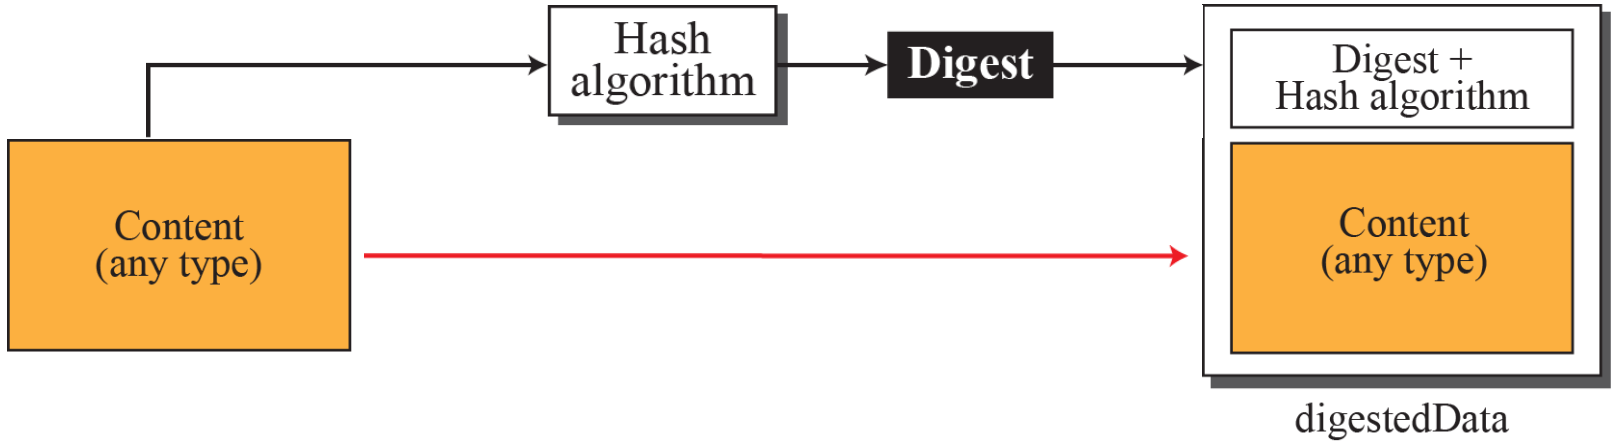 Hash
algorithm
Digest
Digest +
Hash algorithm
Content
(any type)
Content
(any type)
digestedData